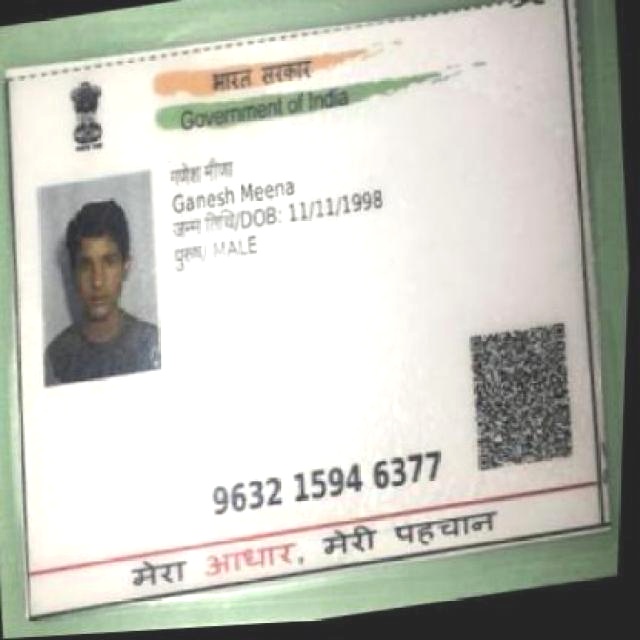 भारत सरकार
Government of India
गणेश मीणा
Ganesh Meena
जन्म तिथि/DOB: 11/11/1998
पुरुष/ MALE
9632 1594 6377
मेरा आधार, मेरी पहचान